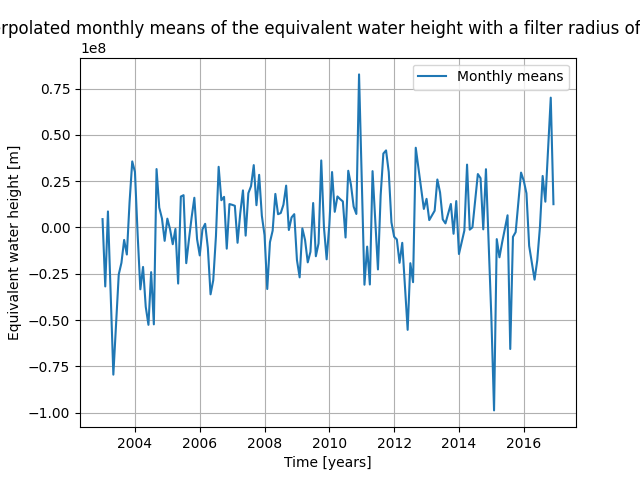 rpolated monthly means of the equivalent water height with a filter radius of
1e8
Monthly means
Equivalent water height [m]
0.75
0.50
0.25
0.00
−0.25
−0.50
−0.75
−1.00
2004 2006 2008 2010 2012 2014 2016
Time [years]